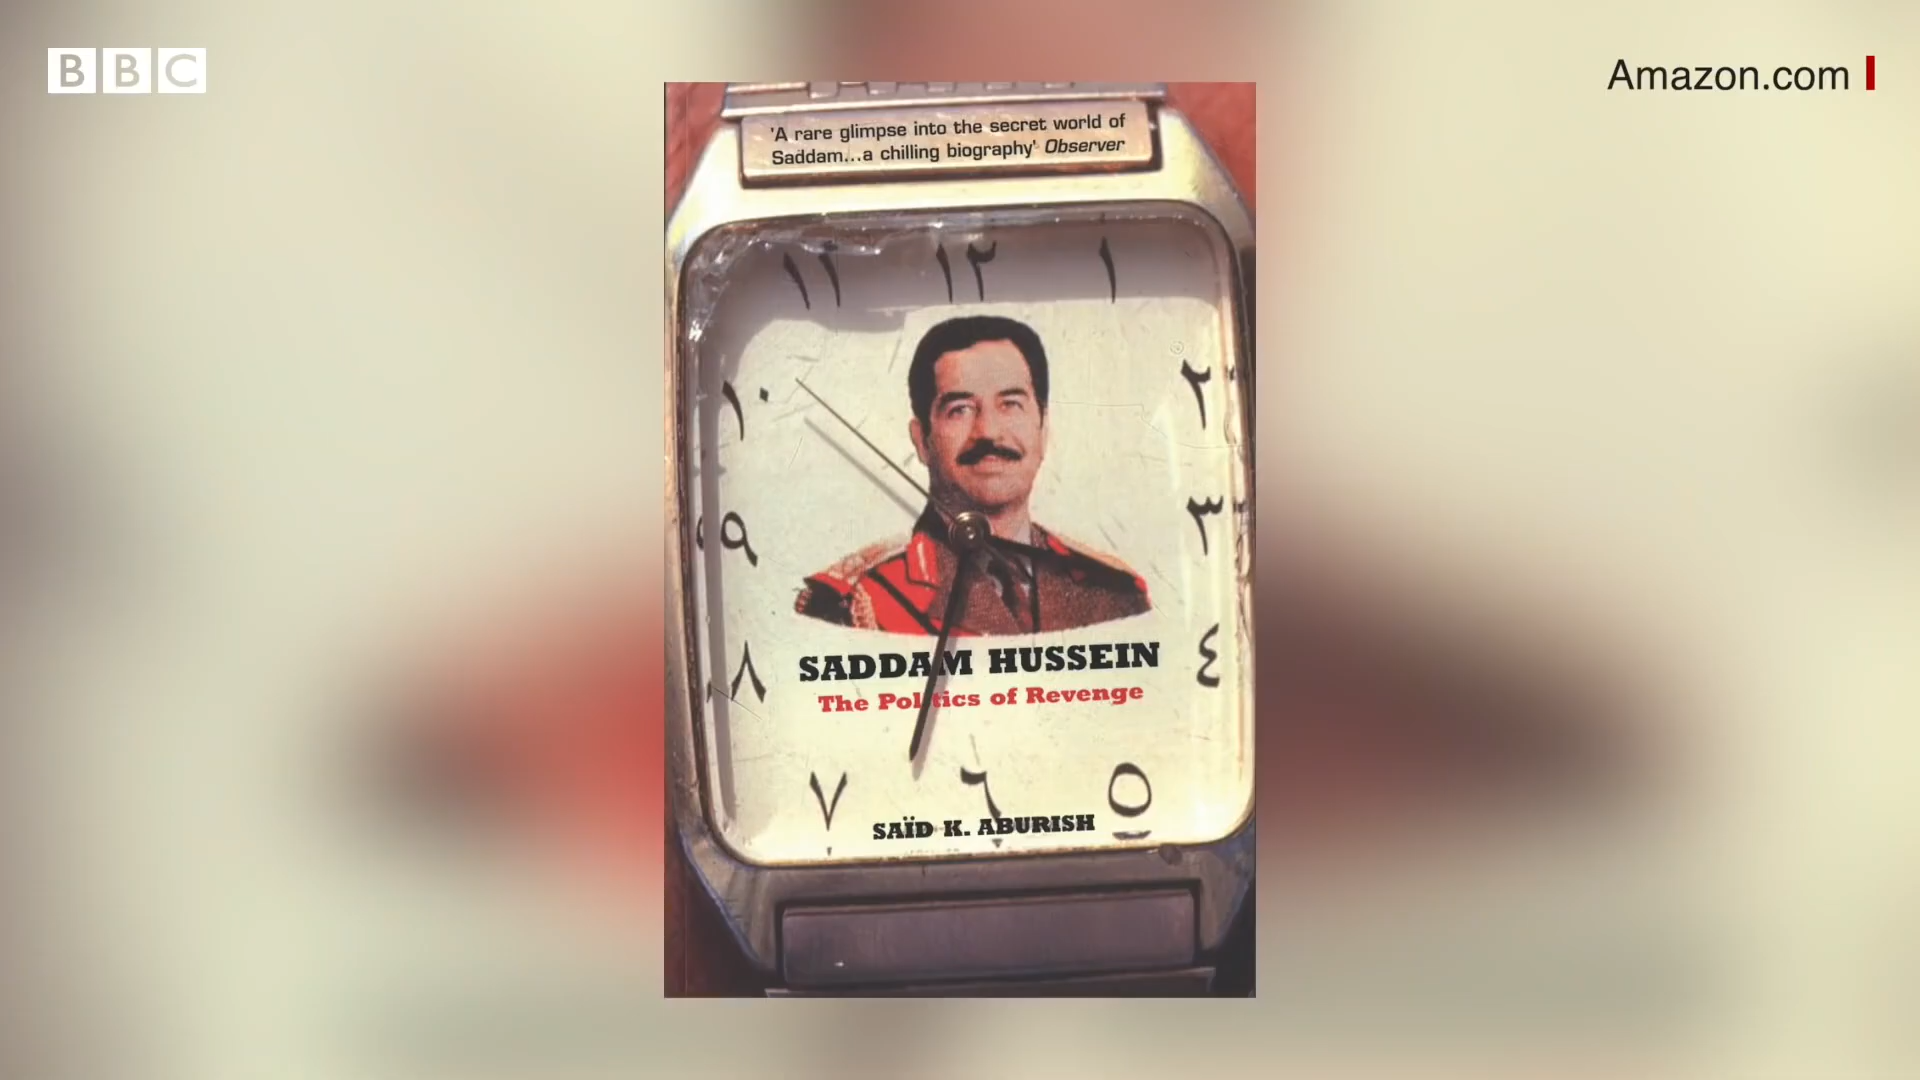 BBC
Amazon.com
'A rare glimpse into the secret world of
Saddam...a chilling biography' Observer
١١ ١٢ ١
١٠ ٢
٩ ٣
٨ ٤
SADDAM HUSSEIN
The Politics of Revenge
٧ ٦ ٥
SAÏD K. ABURISH